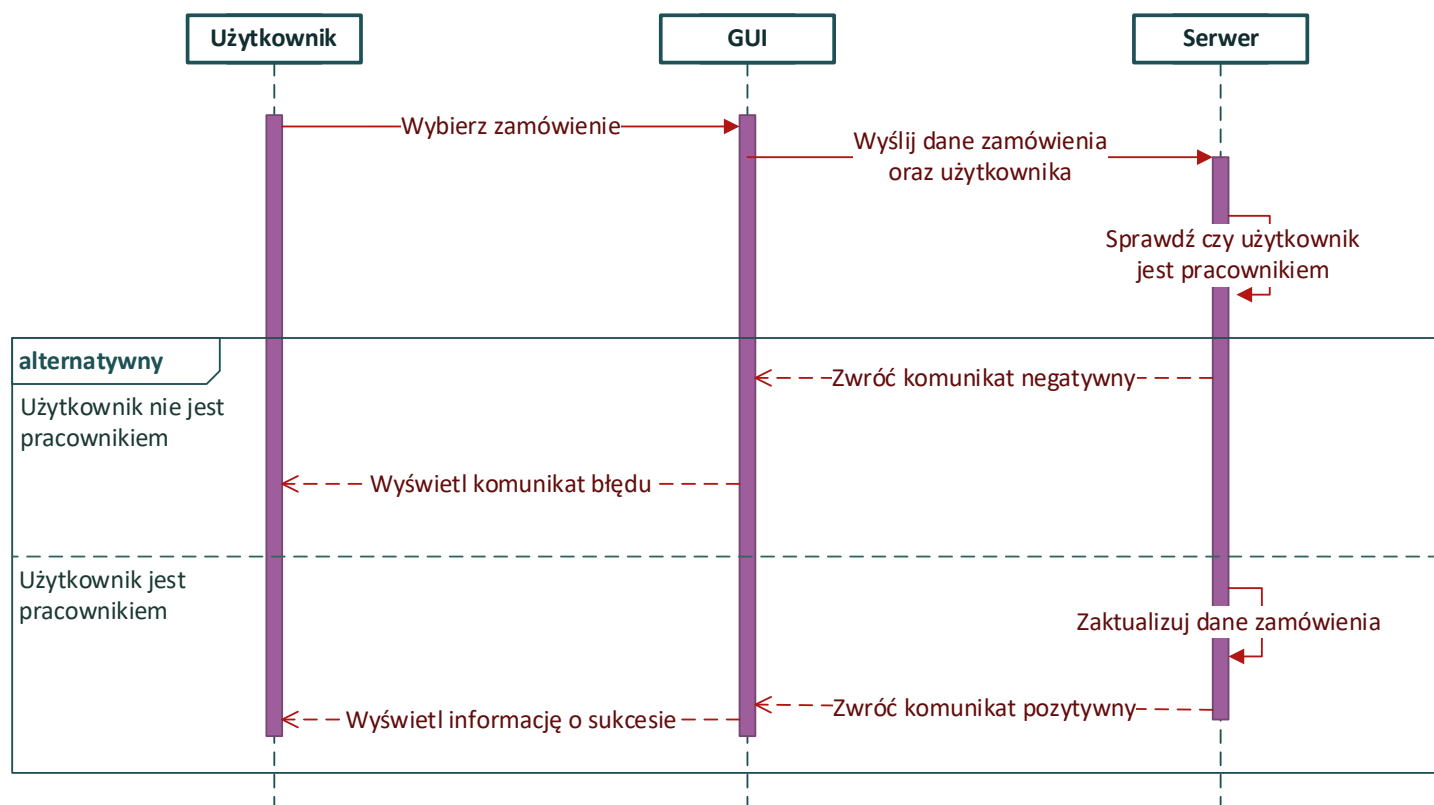 Użytkownik
GUI
Serwer
Wybierz zamówienie
Wyślij dane zamówienia
oraz użytkownika
Sprawdź czy użytkownik
jest pracownikiem
alternatywny
Zwróć komunikat negatywny
Użytkownik nie jest
pracownikiem
Wyświetl komunikat błędu
Użytkownik jest
pracownikiem
Zaktualizuj dane zamówienia
Zwróć komunikat pozytywny
Wyświetl informację o sukcesie